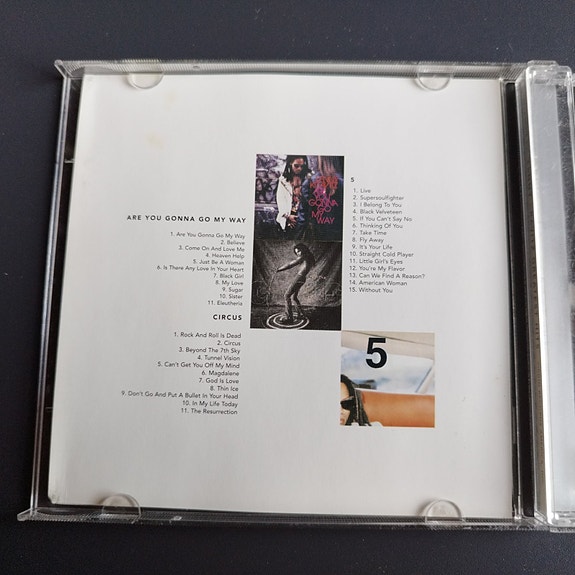 ARE YOU GONNA GO MY WAY
1. Are You Gonna Go My Way
2. Believe
3. Come On And Love Me
4. Heaven Help
5. Just Be A Woman
6. Is There Any Love In Your Heart
7. Black Girl
8. My Love
9. Sugar
10. Sister
11. Eleutheria
CIRCUS
1. Rock And Roll Is Dead
2. Circus
3. Beyond The 7th Sky
4. Tunnel Vision
5. Can't Get You Off My Mind
6. Magdalene
7. God Is Love
8. Thin Ice
9. Don't Go And Put A Bullet In Your Head
10. In My Life Today
11. The Resurrection
GONNA
GO
MY
WAY
5
1. Live
2. Supersoulfighter
3. I Belong To You
4. Black Velveteen
5. If You Can't Say No
6. Thinking Of You
7. Take Time
8. Fly Away
9. It's Your Life
10. Straight Cold Player
11. Little Girl's Eyes
12. You're My Flavor
13. Can We Find A Reason?
14. American Woman
15. Without You
5